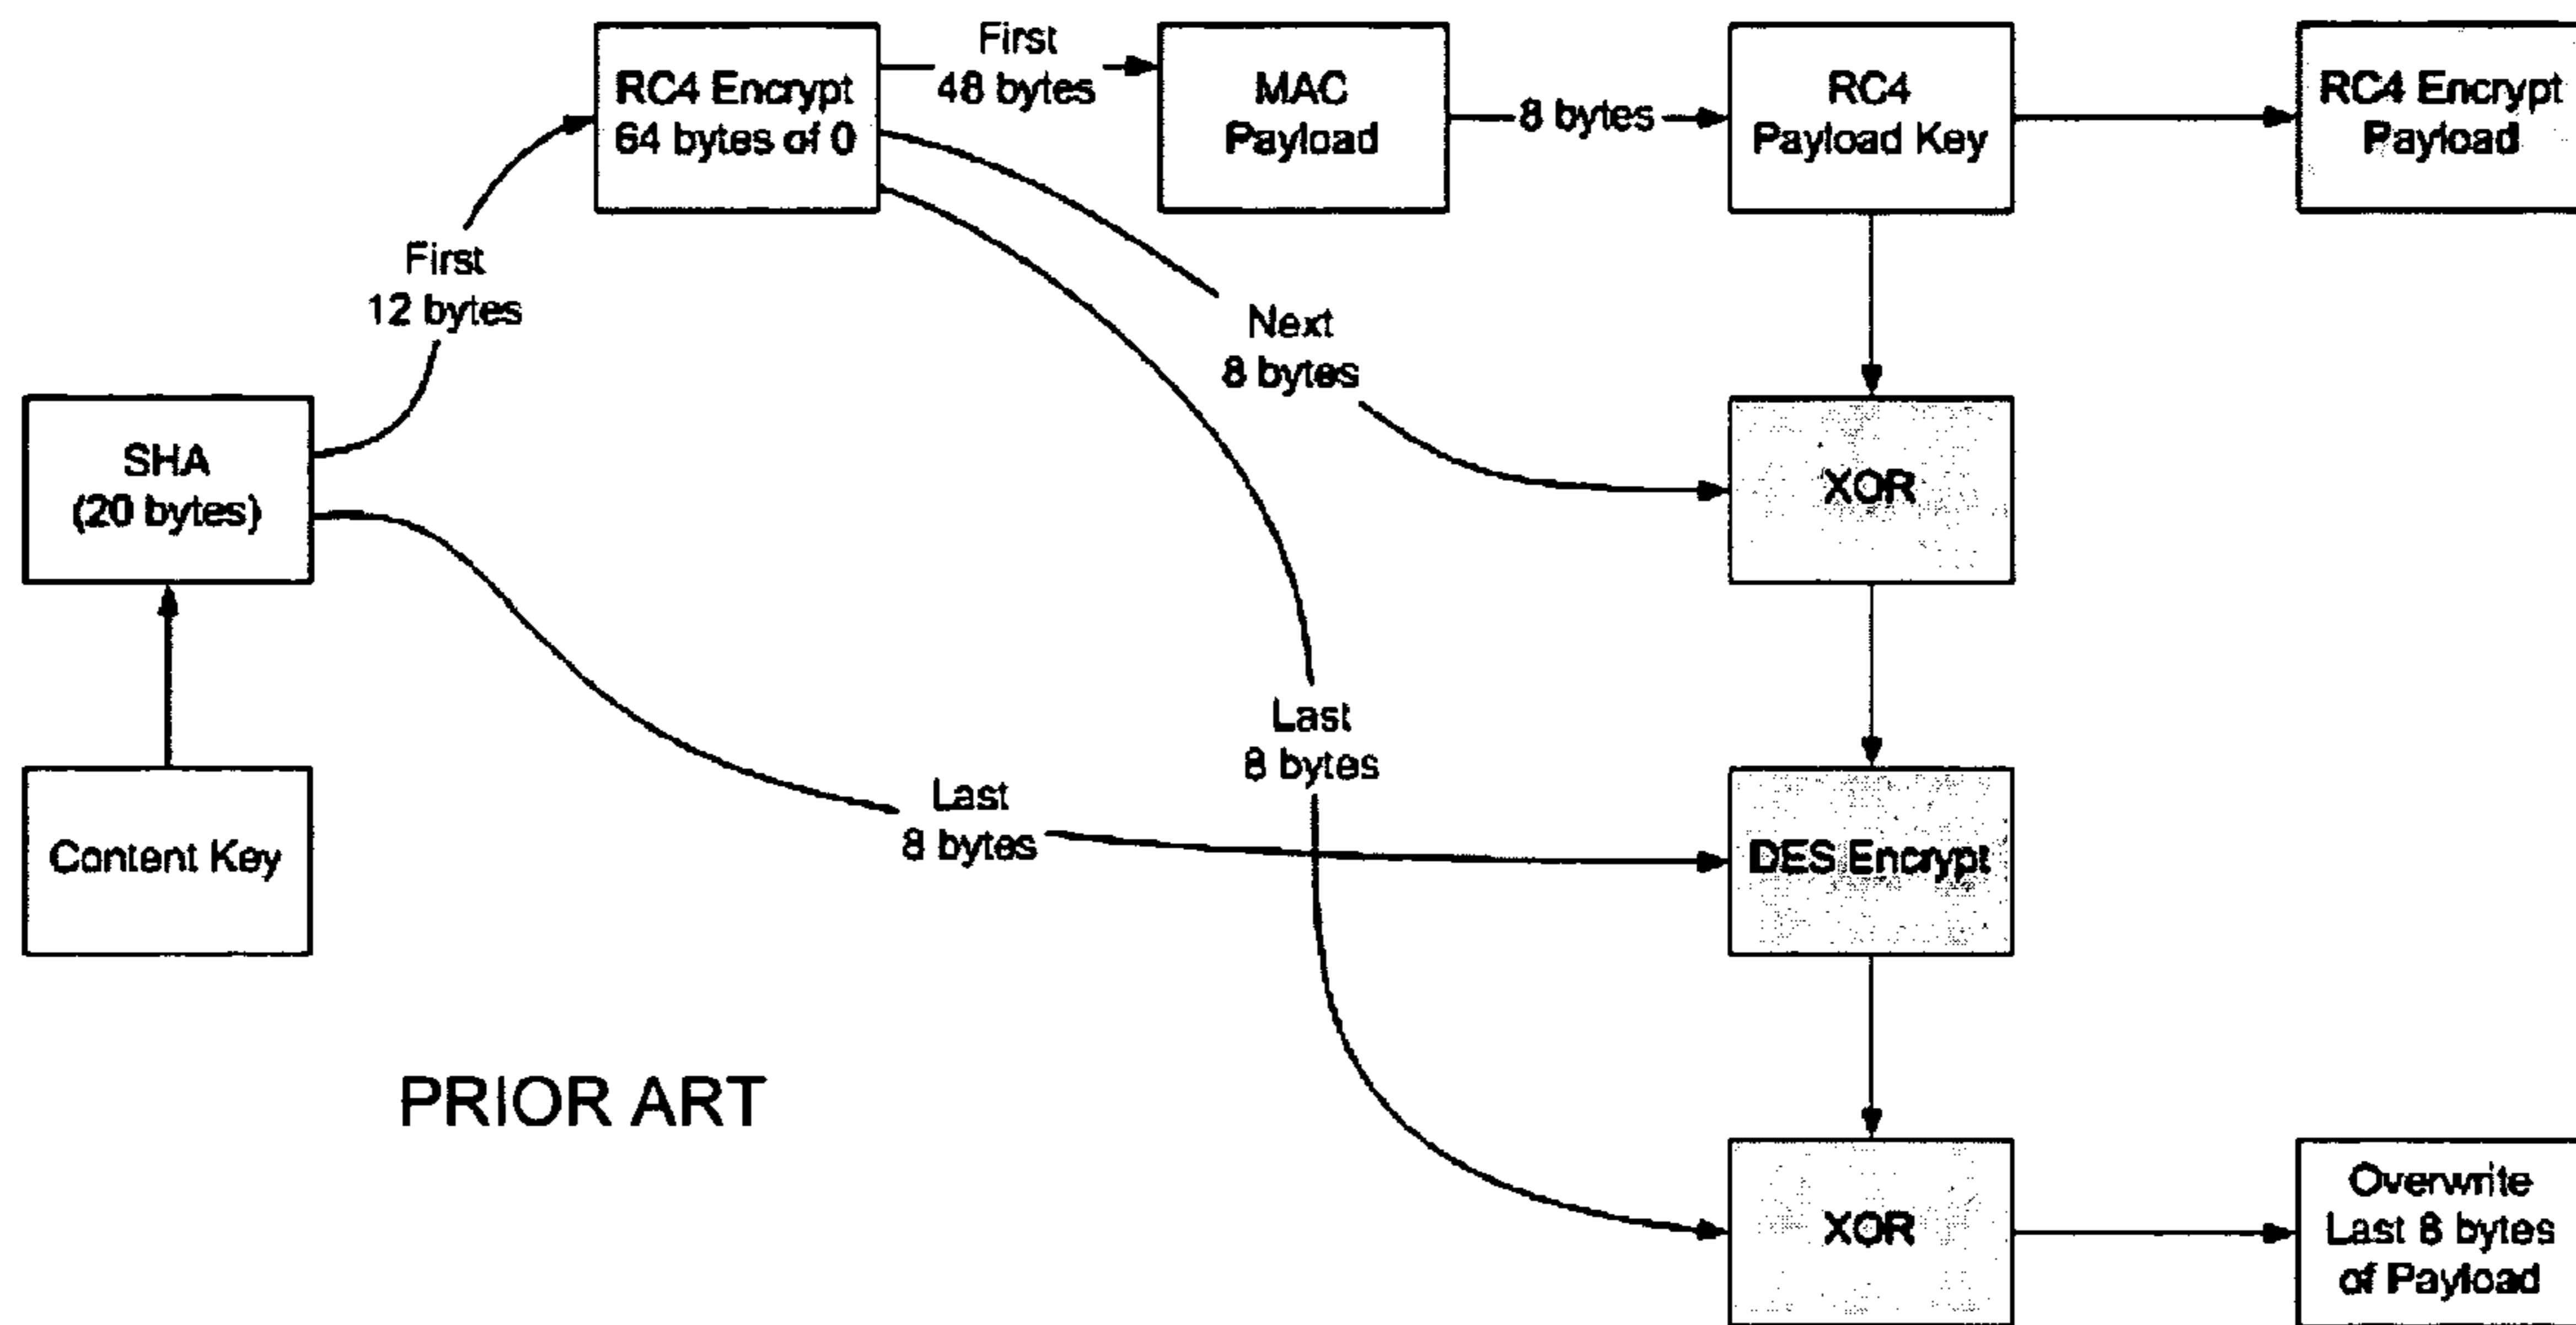 RC4 Encrypt
64 bytes of 0
First
48 bytes
MAC
Payload
8 bytes
RC4
Payload Key
RC4 Encrypt
Payload
First
12 bytes
Next
8 bytes
SHA
(20 bytes)
XOR
Last
8 bytes
Last
8 bytes
Content Key
DES Encrypt
PRIOR ART
XOR
Overwrite
Last 8 bytes
of Payload